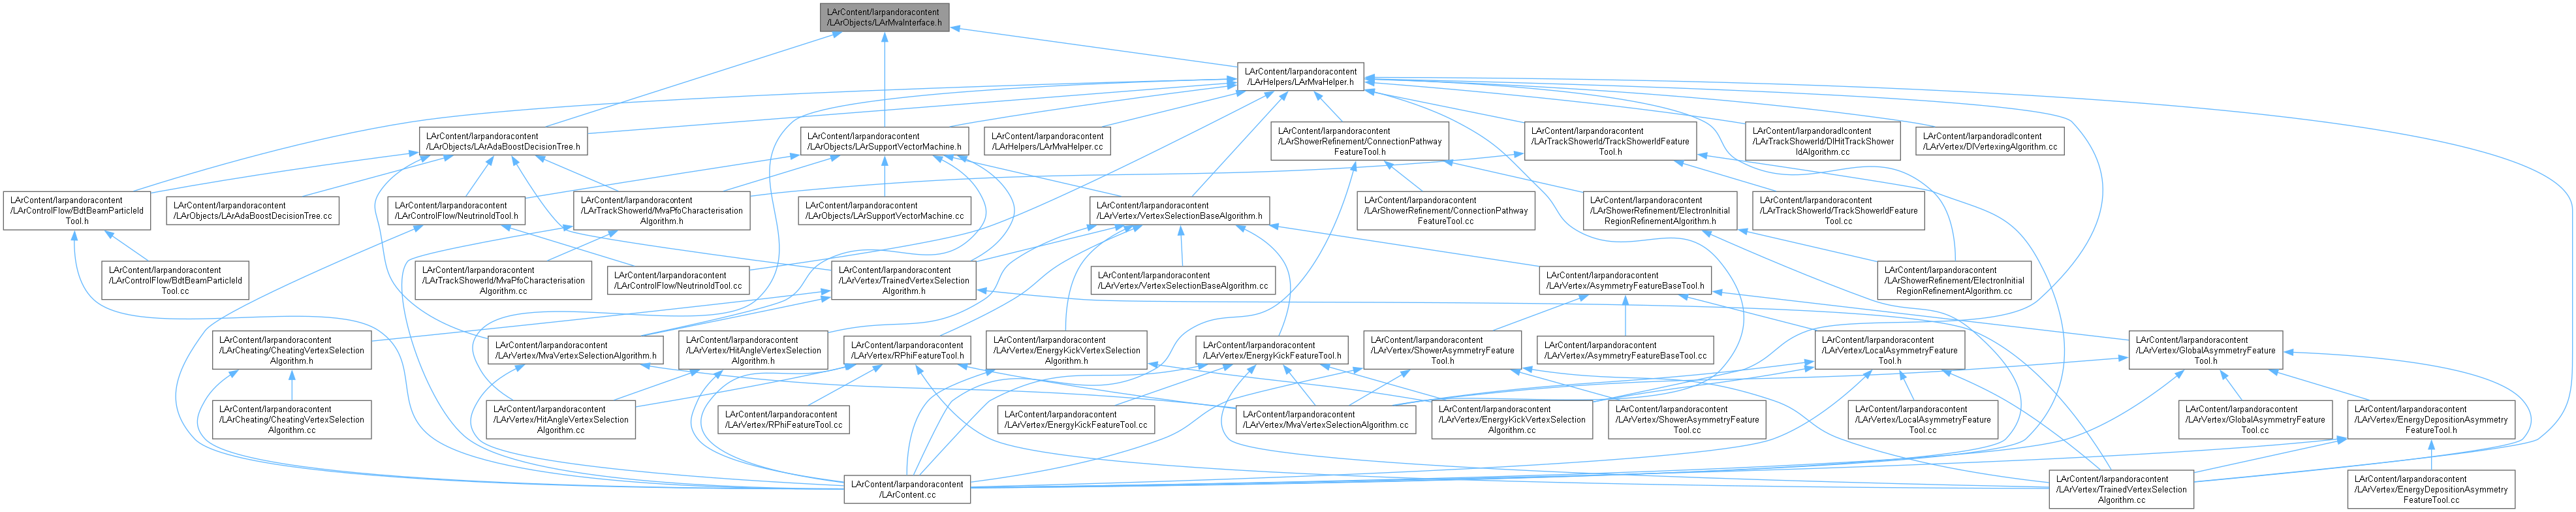 LArContent/larpandoracontent
/LArObjects/LArMvaInterface.h
LArContent/larpandoracontent
/LArHelpers/LArMvaHelper.h
LArContent/larpandoracontent
/LArObjects/LArAdaBoostDecisionTree.h
LArContent/larpandoracontent
/LArObjects/LArSupportVectorMachine.h
LArContent/larpandoracontent
/LArHelpers/LArMvaHelper.cc
LArContent/larpandoracontent
/LArShowerRefinement/ConnectionPathway
FeatureTool.h
LArContent/larpandoracontent
/LArTrackShowerId/TrackShowerIdFeature
Tool.h
LArContent/larpandoradlcontent
/LArTrackShowerId/DlHitTrackShower
IdAlgorithm.cc
LArContent/larpandoradlcontent
/LArVertex/DlVertexingAlgorithm.cc
LArContent/larpandoracontent
/LArControlFlow/BdtBeamParticleId
Tool.h
LArContent/larpandoracontent
/LArObjects/LArAdaBoostDecisionTree.cc
LArContent/larpandoracontent
/LArControlFlow/NeutrinoIdTool.h
LArContent/larpandoracontent
/LArTrackShowerId/MvaPfoCharacterisation
Algorithm.h
LArContent/larpandoracontent
/LArObjects/LArSupportVectorMachine.cc
LArContent/larpandoracontent
/LArVertex/VertexSelectionBaseAlgorithm.h
LArContent/larpandoracontent
/LArShowerRefinement/ConnectionPathway
FeatureTool.cc
LArContent/larpandoracontent
/LArShowerRefinement/ElectronInitial
RegionRefinementAlgorithm.h
LArContent/larpandoracontent
/LArTrackShowerId/TrackShowerIdFeature
Tool.cc
LArContent/larpandoracontent
/LArControlFlow/BdtBeamParticleId
Tool.cc
LArContent/larpandoracontent
/LArTrackShowerId/MvaPfoCharacterisation
Algorithm.cc
LArContent/larpandoracontent
/LArControlFlow/NeutrinoIdTool.cc
LArContent/larpandoracontent
/LArVertex/TrainedVertexSelection
Algorithm.h
LArContent/larpandoracontent
/LArVertex/VertexSelectionBaseAlgorithm.cc
LArContent/larpandoracontent
/LArVertex/AsymmetryFeatureBaseTool.h
LArContent/larpandoracontent
/LArShowerRefinement/ElectronInitial
RegionRefinementAlgorithm.cc
LArContent/larpandoracontent
/LArCheating/CheatingVertexSelection
Algorithm.h
LArContent/larpandoracontent
/LArVertex/MvaVertexSelectionAlgorithm.h
LArContent/larpandoracontent
/LArVertex/HitAngleVertexSelection
Algorithm.h
LArContent/larpandoracontent
/LArVertex/RPhiFeatureTool.h
LArContent/larpandoracontent
/LArVertex/EnergyKickVertexSelection
Algorithm.h
LArContent/larpandoracontent
/LArVertex/EnergyKickFeatureTool.h
LArContent/larpandoracontent
/LArVertex/ShowerAsymmetryFeature
Tool.h
LArContent/larpandoracontent
/LArVertex/AsymmetryFeatureBaseTool.cc
LArContent/larpandoracontent
/LArVertex/LocalAsymmetryFeature
Tool.h
LArContent/larpandoracontent
/LArVertex/GlobalAsymmetryFeature
Tool.h
LArContent/larpandoracontent
/LArCheating/CheatingVertexSelection
Algorithm.cc
LArContent/larpandoracontent
/LArVertex/HitAngleVertexSelection
Algorithm.cc
LArContent/larpandoracontent
/LArVertex/RPhiFeatureTool.cc
LArContent/larpandoracontent
/LArVertex/EnergyKickFeatureTool.cc
LArContent/larpandoracontent
/LArVertex/MvaVertexSelectionAlgorithm.cc
LArContent/larpandoracontent
/LArVertex/EnergyKickVertexSelection
Algorithm.cc
LArContent/larpandoracontent
/LArVertex/ShowerAsymmetryFeature
Tool.cc
LArContent/larpandoracontent
/LArVertex/LocalAsymmetryFeature
Tool.cc
LArContent/larpandoracontent
/LArVertex/GlobalAsymmetryFeature
Tool.cc
LArContent/larpandoracontent
/LArVertex/EnergyDepositionAsymmetry
FeatureTool.h
LArContent/larpandoracontent
/LArContent.cc
LArContent/larpandoracontent
/LArVertex/TrainedVertexSelection
Algorithm.cc
LArContent/larpandoracontent
/LArVertex/EnergyDepositionAsymmetry
FeatureTool.cc